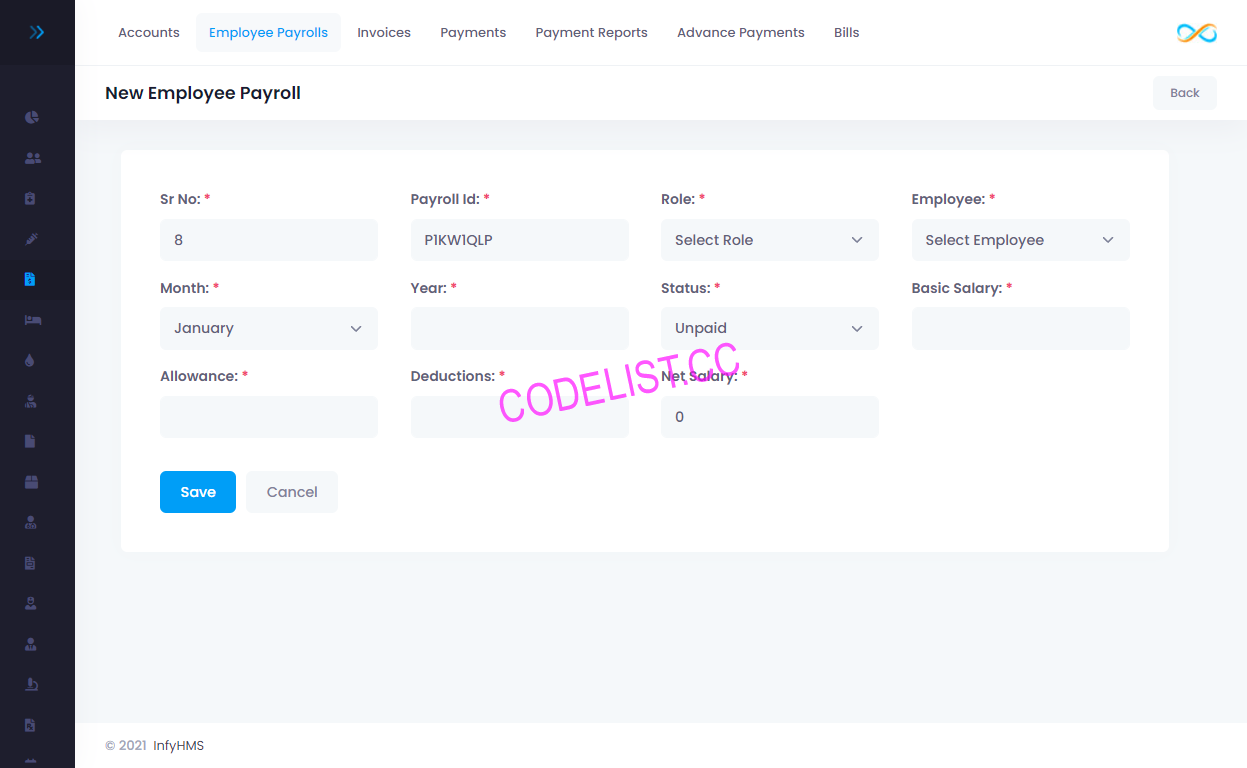 Accounts Employee Payrolls Invoices Payments Payment Reports Advance Payments Bills
New Employee Payroll Back
Sr No: * Payroll Id: * Role: * Employee: *
8 P1KW1QLP Select Role Select Employee
Month: * Year: * Status: * Basic Salary: *
January Unpaid
Allowance: * Deductions: * Net Salary: *
CODELIST.CC
0
Save Cancel
© 2021 InfyHMS